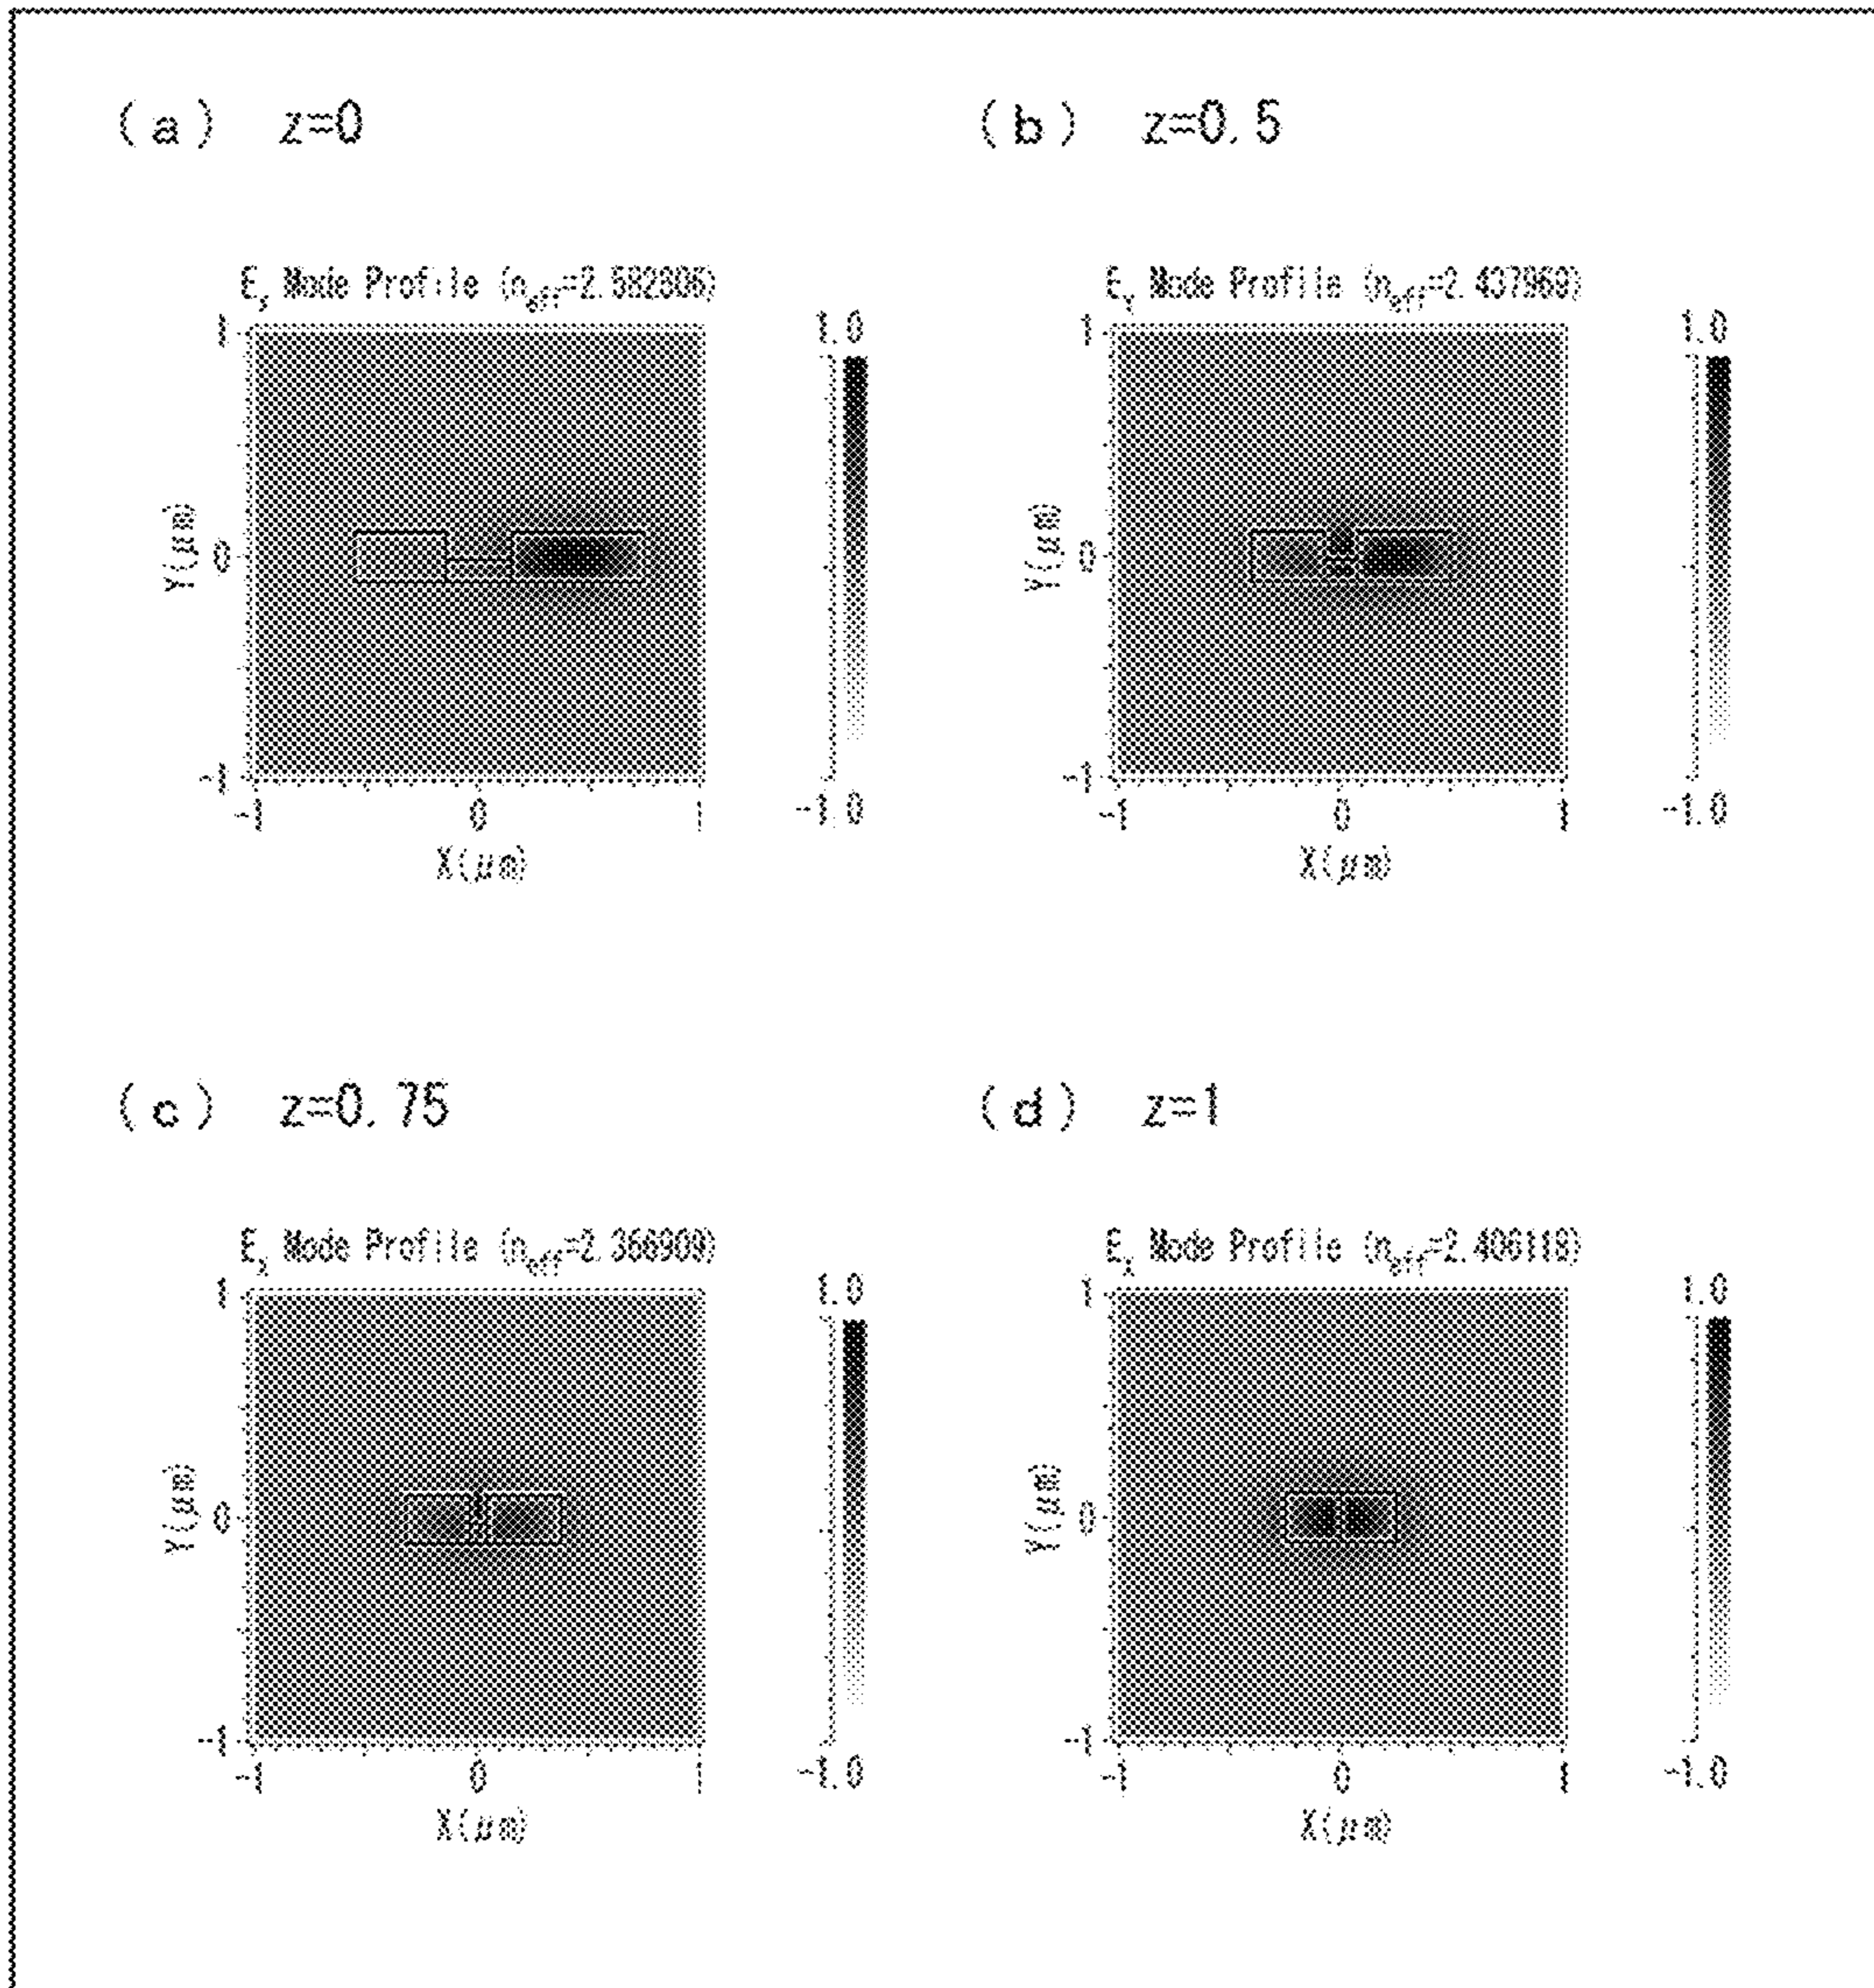 (a) z=0
(b) z=0.5
Ex Mode Profile (neff=2.582806)
Ex Mode Profile (neff=2.437969)
1
1.0
1
1.0
Y(μm)
0
Y(μm)
0
-1
-1
-1 0 1
-1.0
-1 0 1
-1.0
X(μm)
X(μm)
(c) z=0.75
(d) z=1
Ex Mode Profile (neff=2.366909)
Ex Mode Profile (neff=2.406118)
1
1.0
1
1.0
Y(μm)
0
Y(μm)
0
-1
-1
-1 0 1
-1.0
-1 0 1
-1.0
X(μm)
X(μm)